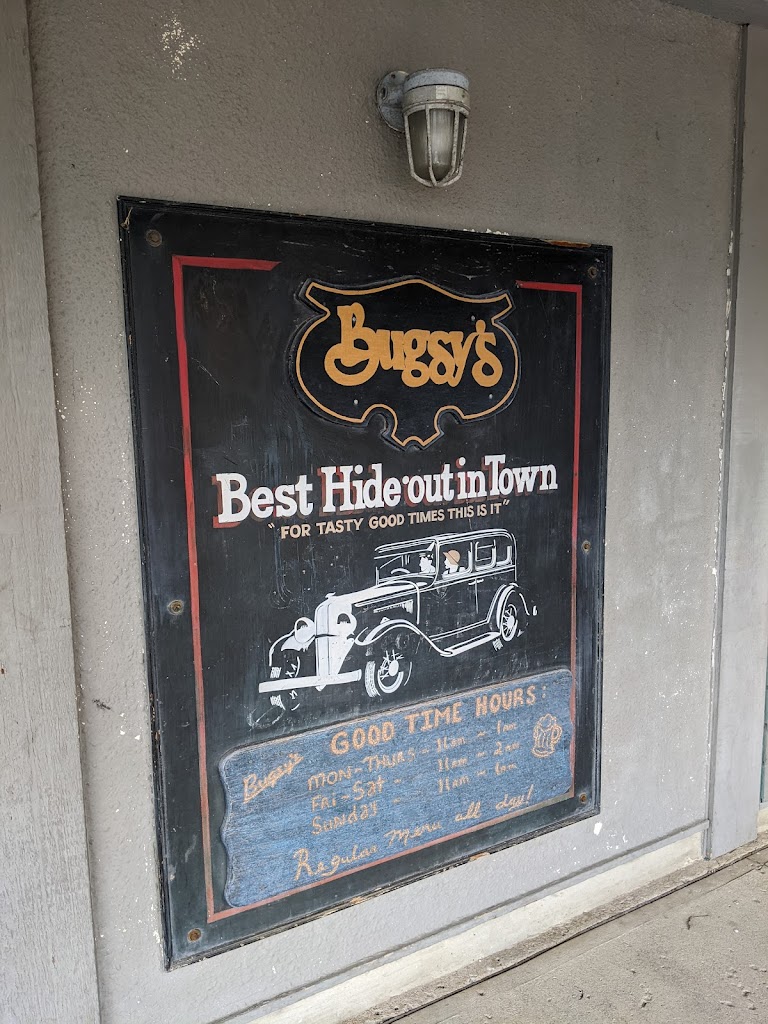 Bugsy's
Best Hide·out in Town
"FOR TASTY GOOD TIMES THIS IS IT"
GOOD TIME HOURS:
Bugsy's
MON-THURS - 11am - 1am
FRI-Sat - 11am - 2am
SUNday - 11am -
Regular Menu all day!